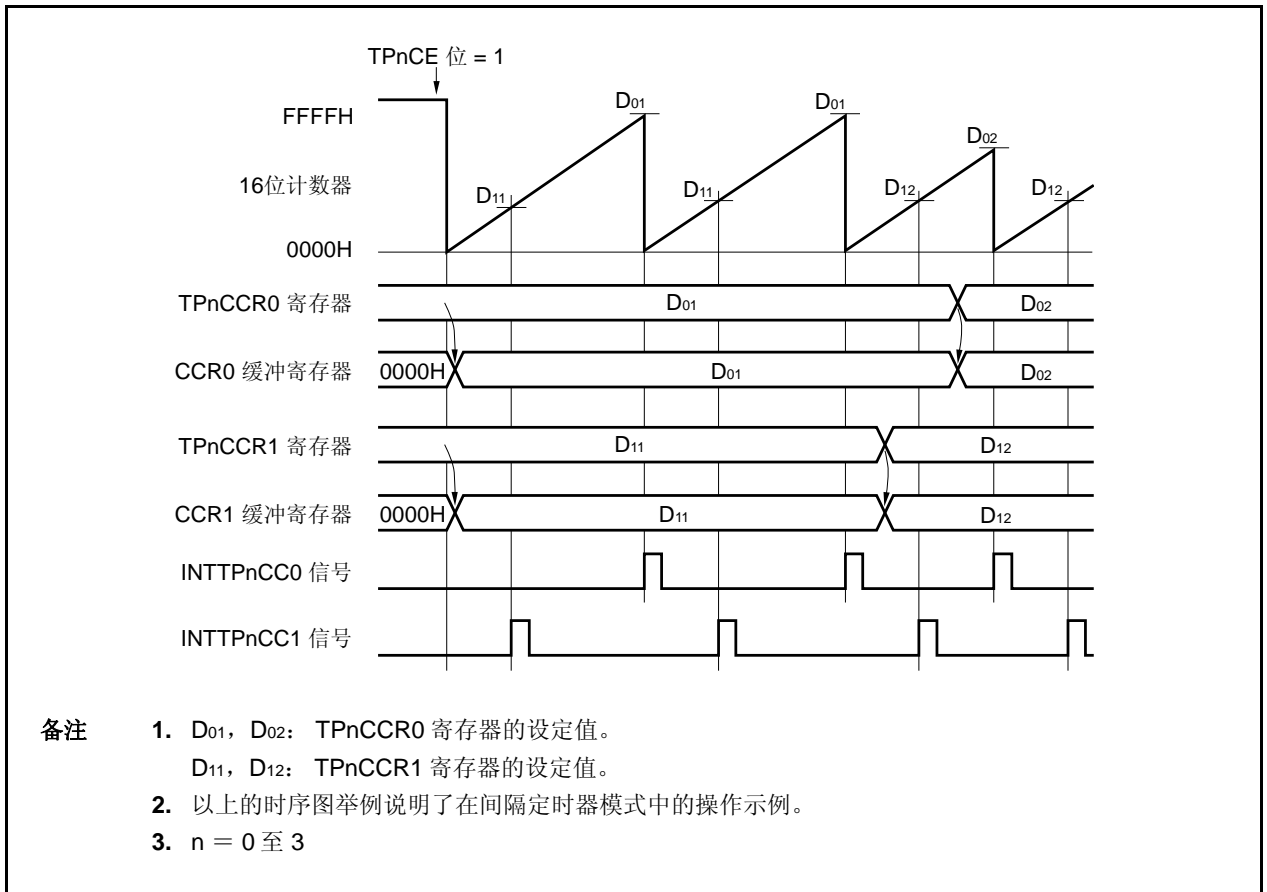 TPnCE 位 = 1
FFFFH
D01 D01 D02
16位计数器
D11 D11 D12 D12
0000H
TPnCCR0 寄存器 D01 D02
CCR0 缓冲寄存器 0000H D01 D02
TPnCCR1 寄存器 D11 D12
CCR1 缓冲寄存器 0000H D11 D12
INTTPnCC0 信号
INTTPnCC1 信号
备注 1. D01，D02： TPnCCR0 寄存器的设定值。
D11，D12： TPnCCR1 寄存器的设定值。
2. 以上的时序图举例说明了在间隔定时器模式中的操作示例。
3. n ＝ 0 至 3